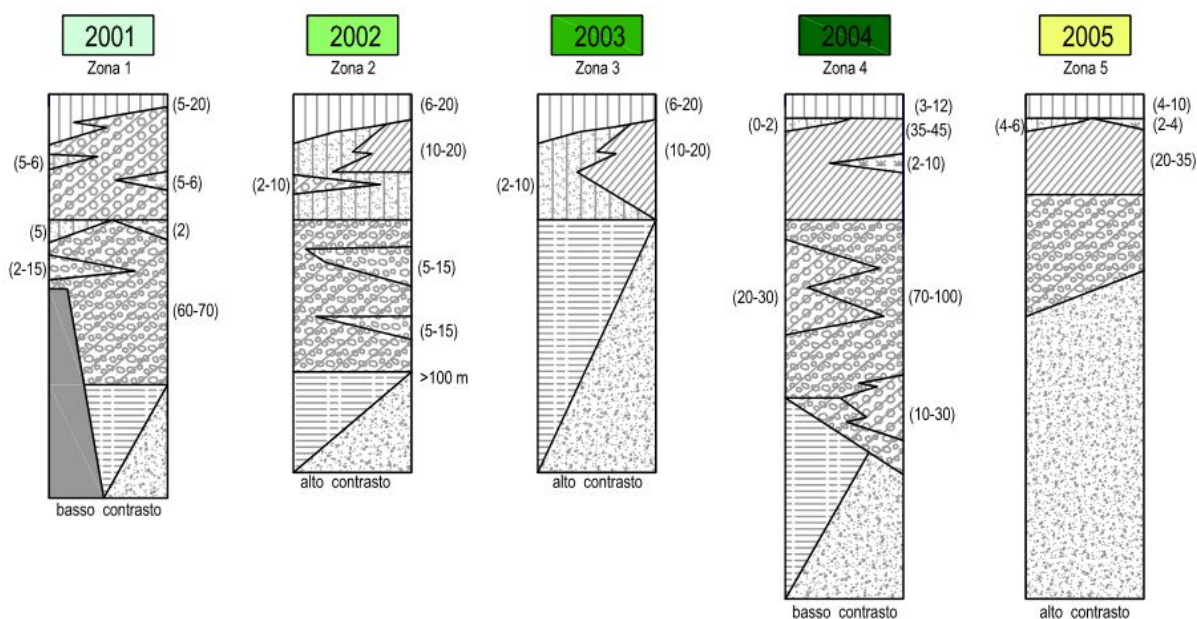 2001
Zona 1
(5-20)
(5-6)
(5-6)
(5)
(2)
(2-15)
(60-70)
basso contrasto
2002
Zona 2
(6-20)
(10-20)
(2-10)
(5-15)
(5-15)
>100 m
alto contrasto
2003
Zona 3
(6-20)
(10-20)
(2-10)
alto contrasto
2004
Zona 4
(3-12)
(0-2)
(35-45)
(2-10)
(20-30)
(70-100)
(10-30)
basso contrasto
2005
Zona 5
(4-10)
(4-6)
(2-4)
(20-35)
alto contrasto